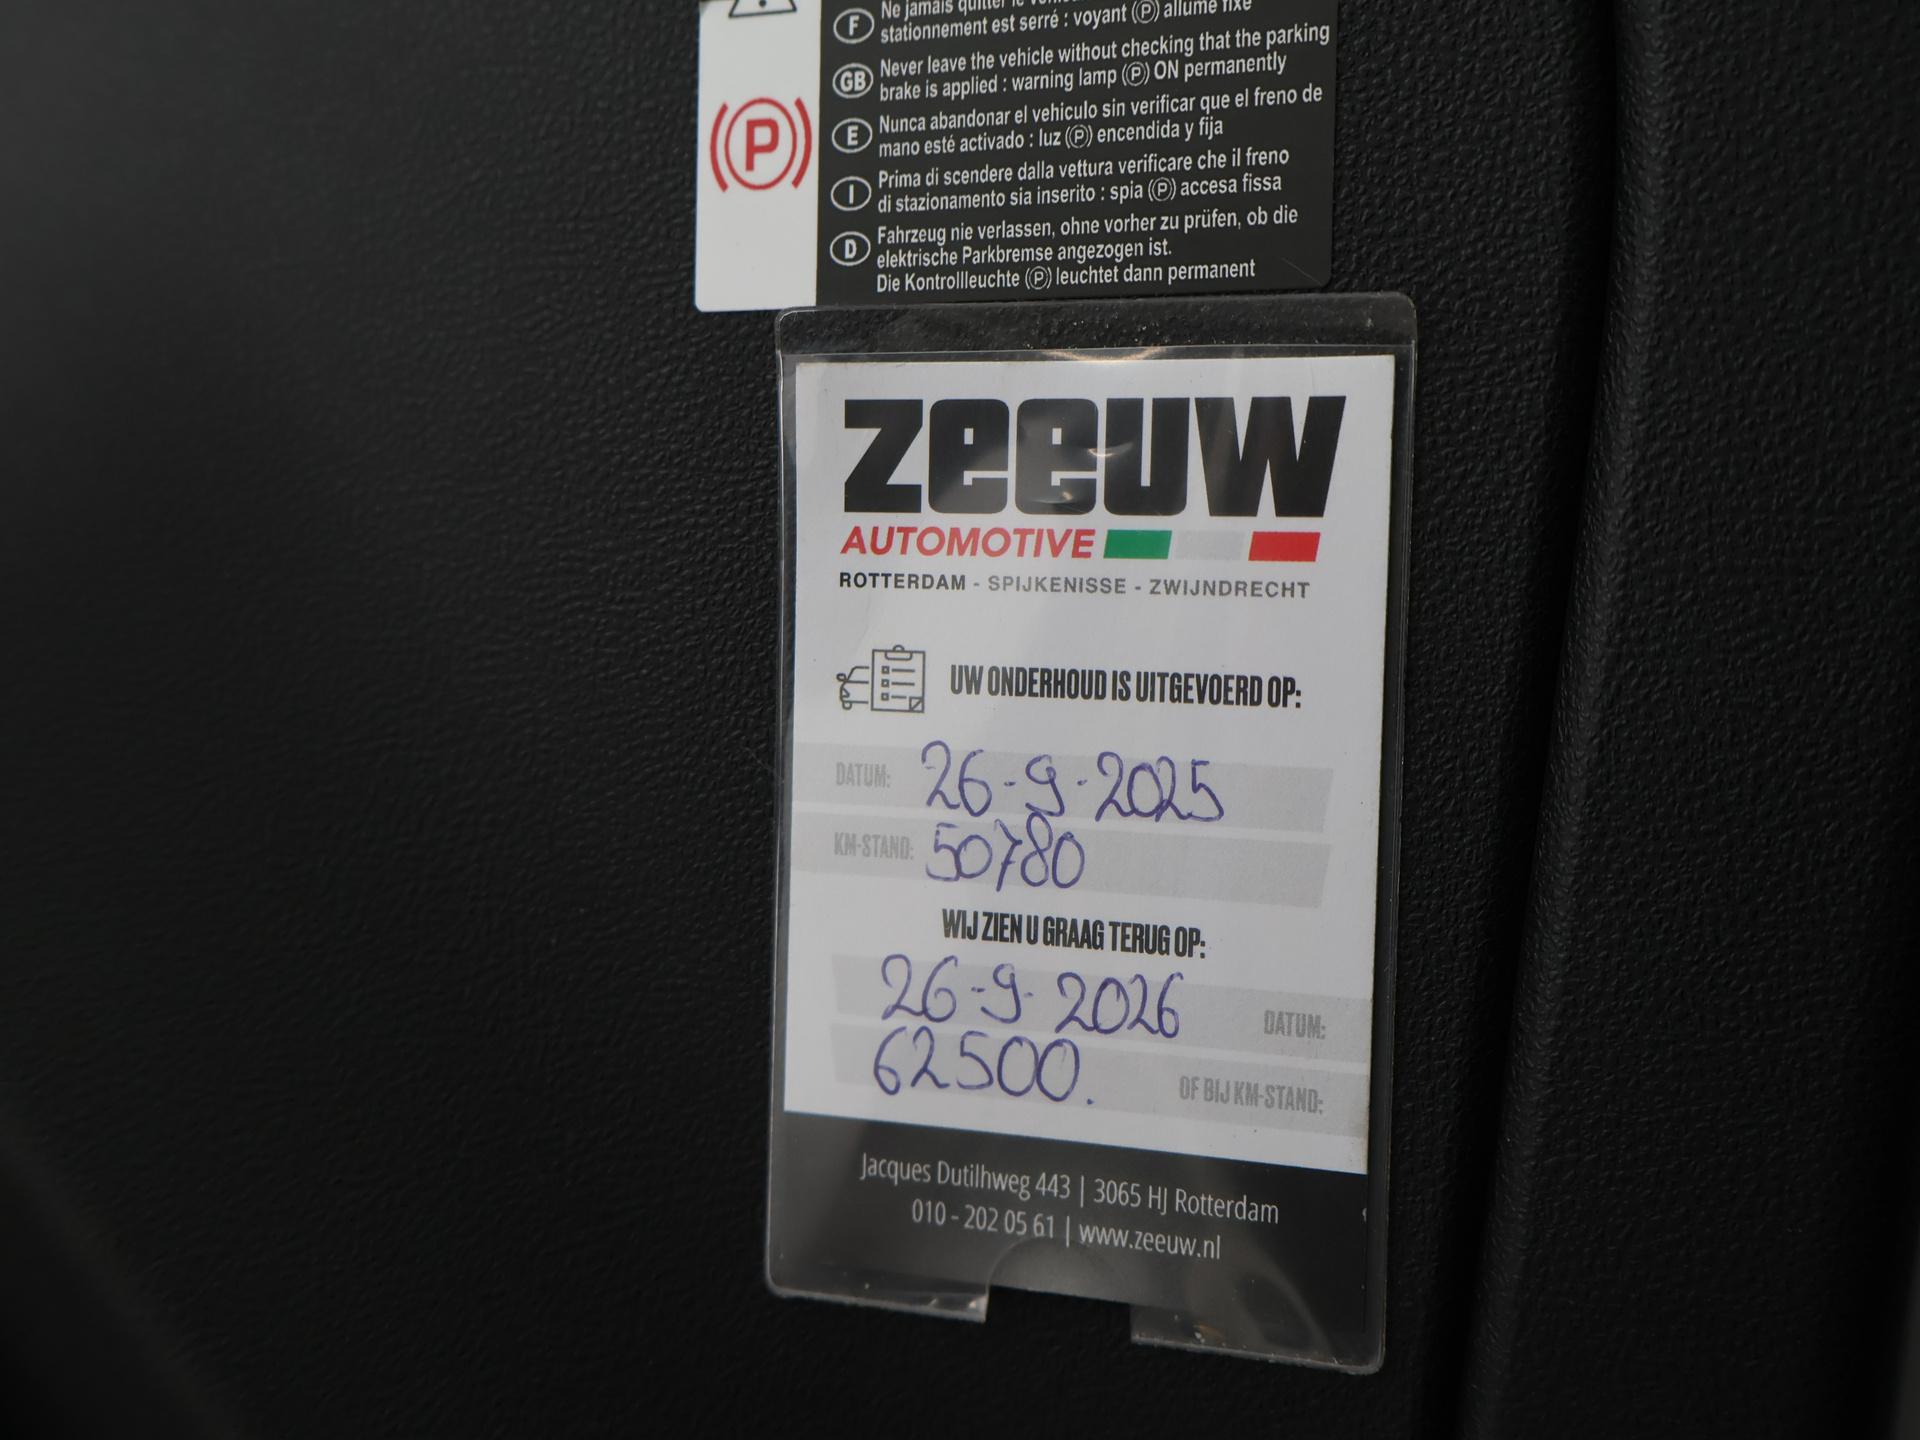 F Ne jamais quitter le
stationnement est serré : voyant (P) allumé fixe
GB Never leave the vehicle without checking that the parking
brake is applied : warning lamp (P) ON permanently
E Nunca abandonar el vehiculo sin verificar que el freno de
mano esté activado : luz (P) encendida y fija
(P)
I Prima di scendere dalla vettura verificare che il freno
di stazionamento sia inserito : spia (P) accesa fissa
D Fahrzeug nie verlassen, ohne vorher zu prüfen, ob die
elektrische Parkbremse angezogen ist.
Die Kontrollleuchte (P) leuchtet dann permanent
zeeuw
AUTOMOTIVE
ROTTERDAM - SPIJKENISSE - ZWIJNDRECHT
UW ONDERHOUD IS UITGEVOERD OP:
DATUM: 26-9-2025
KM-STAND: 50780
WIJ ZIEN U GRAAG TERUG OP:
26-9-2026 DATUM:
62500. OF BIJ KM-STAND:
Jacques Dutilhweg 443 | 3065 HJ Rotterdam
010 - 202 05 61 | www.zeeuw.nl